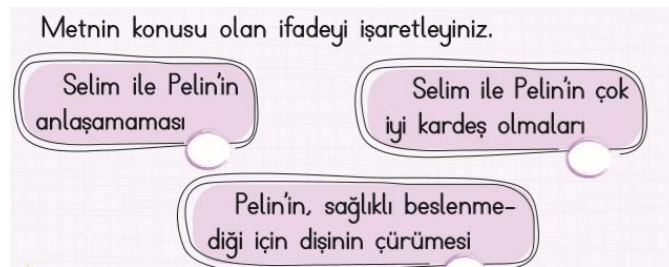 Metnin konusu olan ifadeyi işaretleyiniz.
Selim ile Pelin'in
anlaşamaması
Selim ile Pelin'in çok
iyi kardeş olmaları
Pelin'in, sağlıklı beslenme-
diği için dişinin çürümesi